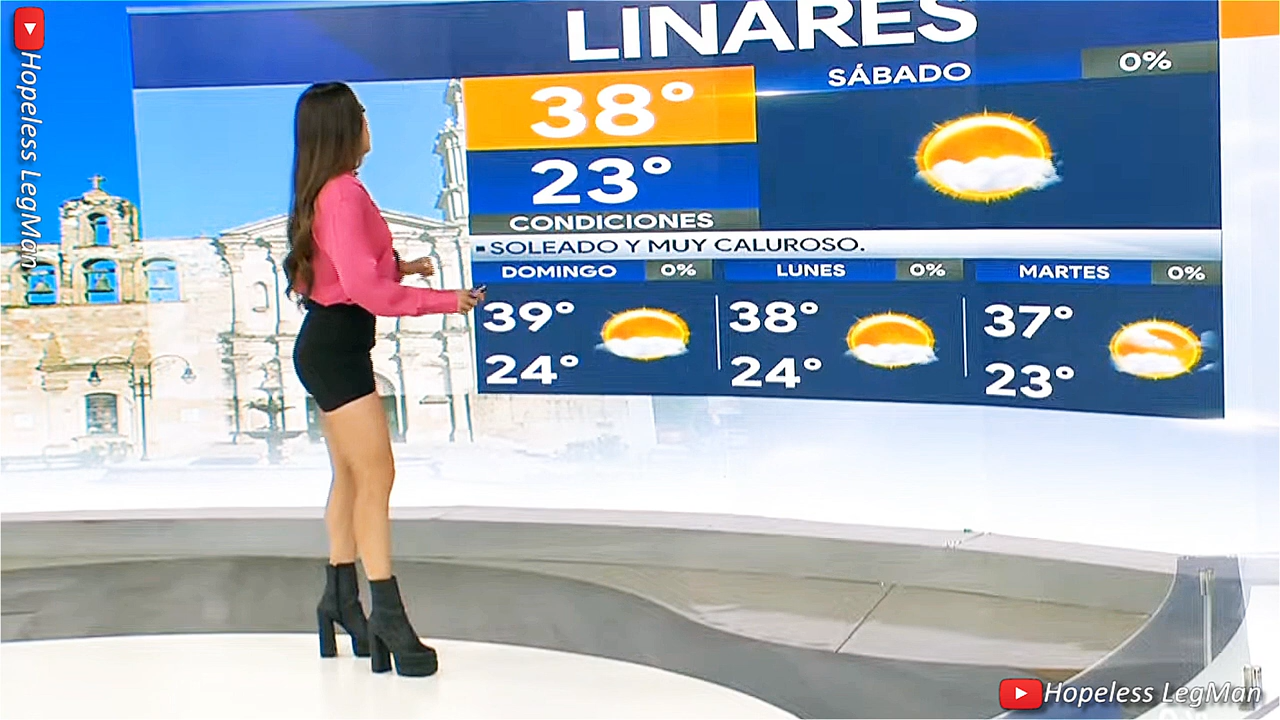 LINARES
SÁBADO
0%
38°
23°
CONDICIONES
SOLEADO Y MUY CALUROSO.
DOMINGO 0%
39°
24°
LUNES 0%
38°
24°
MARTES 0%
37°
23°
Hopeless LegMan
Hopeless LegMan